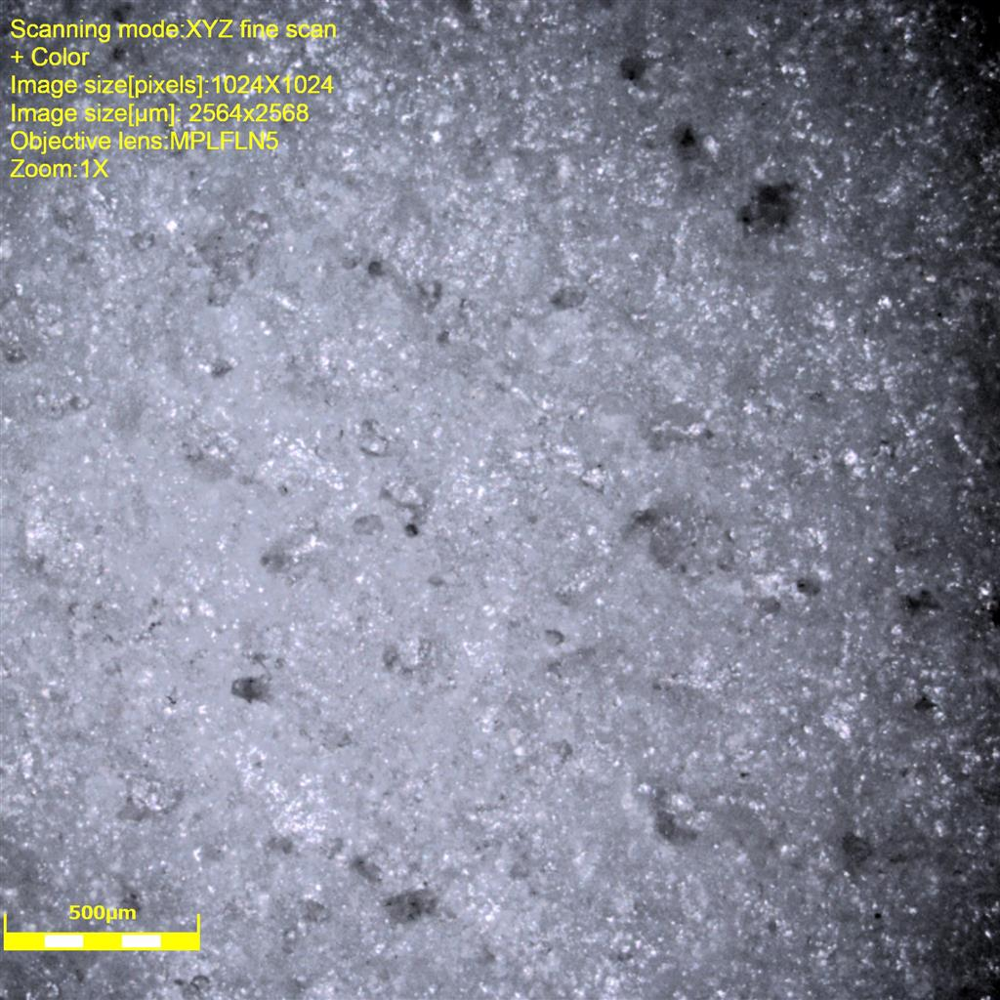 Scanning mode:XYZ fine scan
+ Color
Image size[pixels]:1024X1024
Image size[µm]: 2564x2568
Objective lens:MPLFLN5
Zoom:1X
500µm